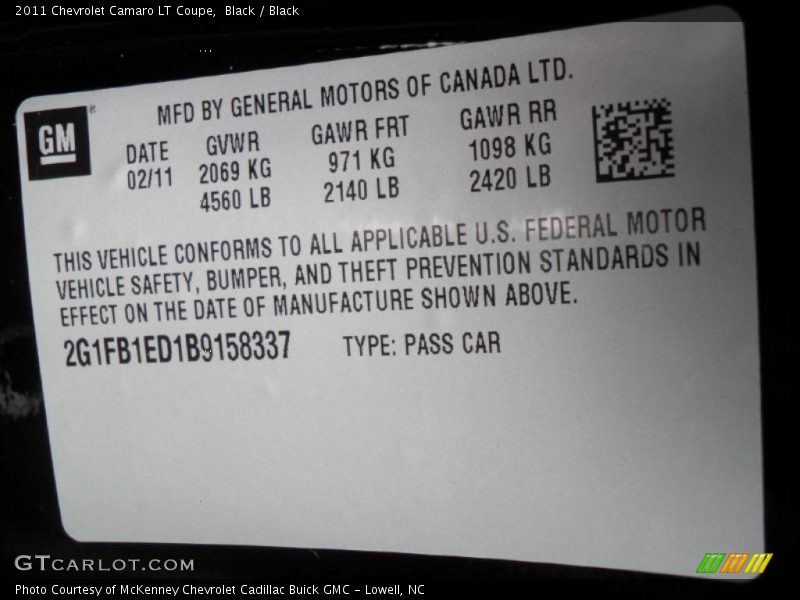 2011 Chevrolet Camaro LT Coupe,  Black / Black
MFD BY GENERAL MOTORS OF CANADA LTD.
GM®
DATE GVWR GAWR FRT GAWR RR
02/11 2069 KG 971 KG 1098 KG
4560 LB 2140 LB 2420 LB
THIS VEHICLE CONFORMS TO ALL APPLICABLE U.S. FEDERAL MOTOR
VEHICLE SAFETY, BUMPER, AND THEFT PREVENTION STANDARDS IN
EFFECT ON THE DATE OF MANUFACTURE SHOWN ABOVE.
2G1FB1ED1B9158337 TYPE: PASS CAR
GTCARLOT.COM
Photo Courtesy of McKenney Chevrolet Cadillac Buick GMC - Lowell, NC